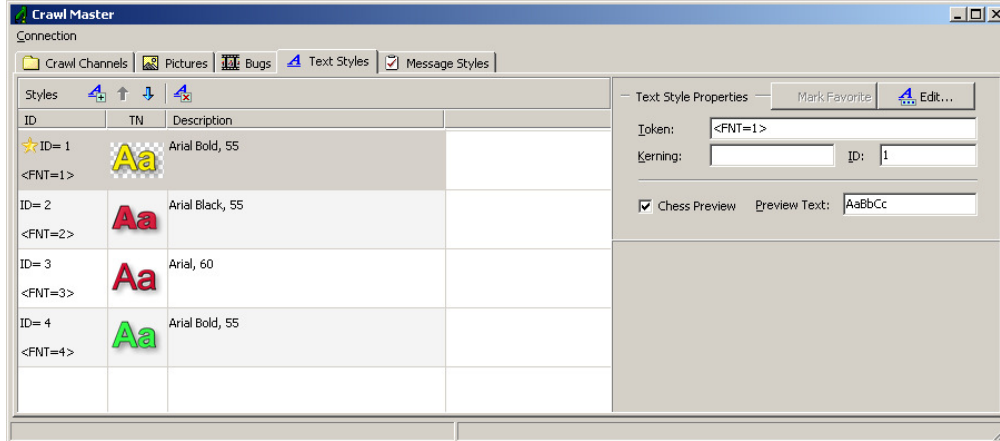 Crawl Master
Connection
Crawl Channels Pictures Bugs Text Styles Message Styles
Styles
Text Style Properties Mark Favorite Edit...
ID TN Description
Token: <FNT=1>
ID= 1 Aa Arial Bold, 55
Kerning: ID: 1
<FNT=1>
ID= 2 Aa Arial Black, 55
Chess Preview Preview Text: AaBbCc
<FNT=2>
ID= 3 Aa Arial, 60
<FNT=3>
ID= 4 Aa Arial Bold, 55
<FNT=4>